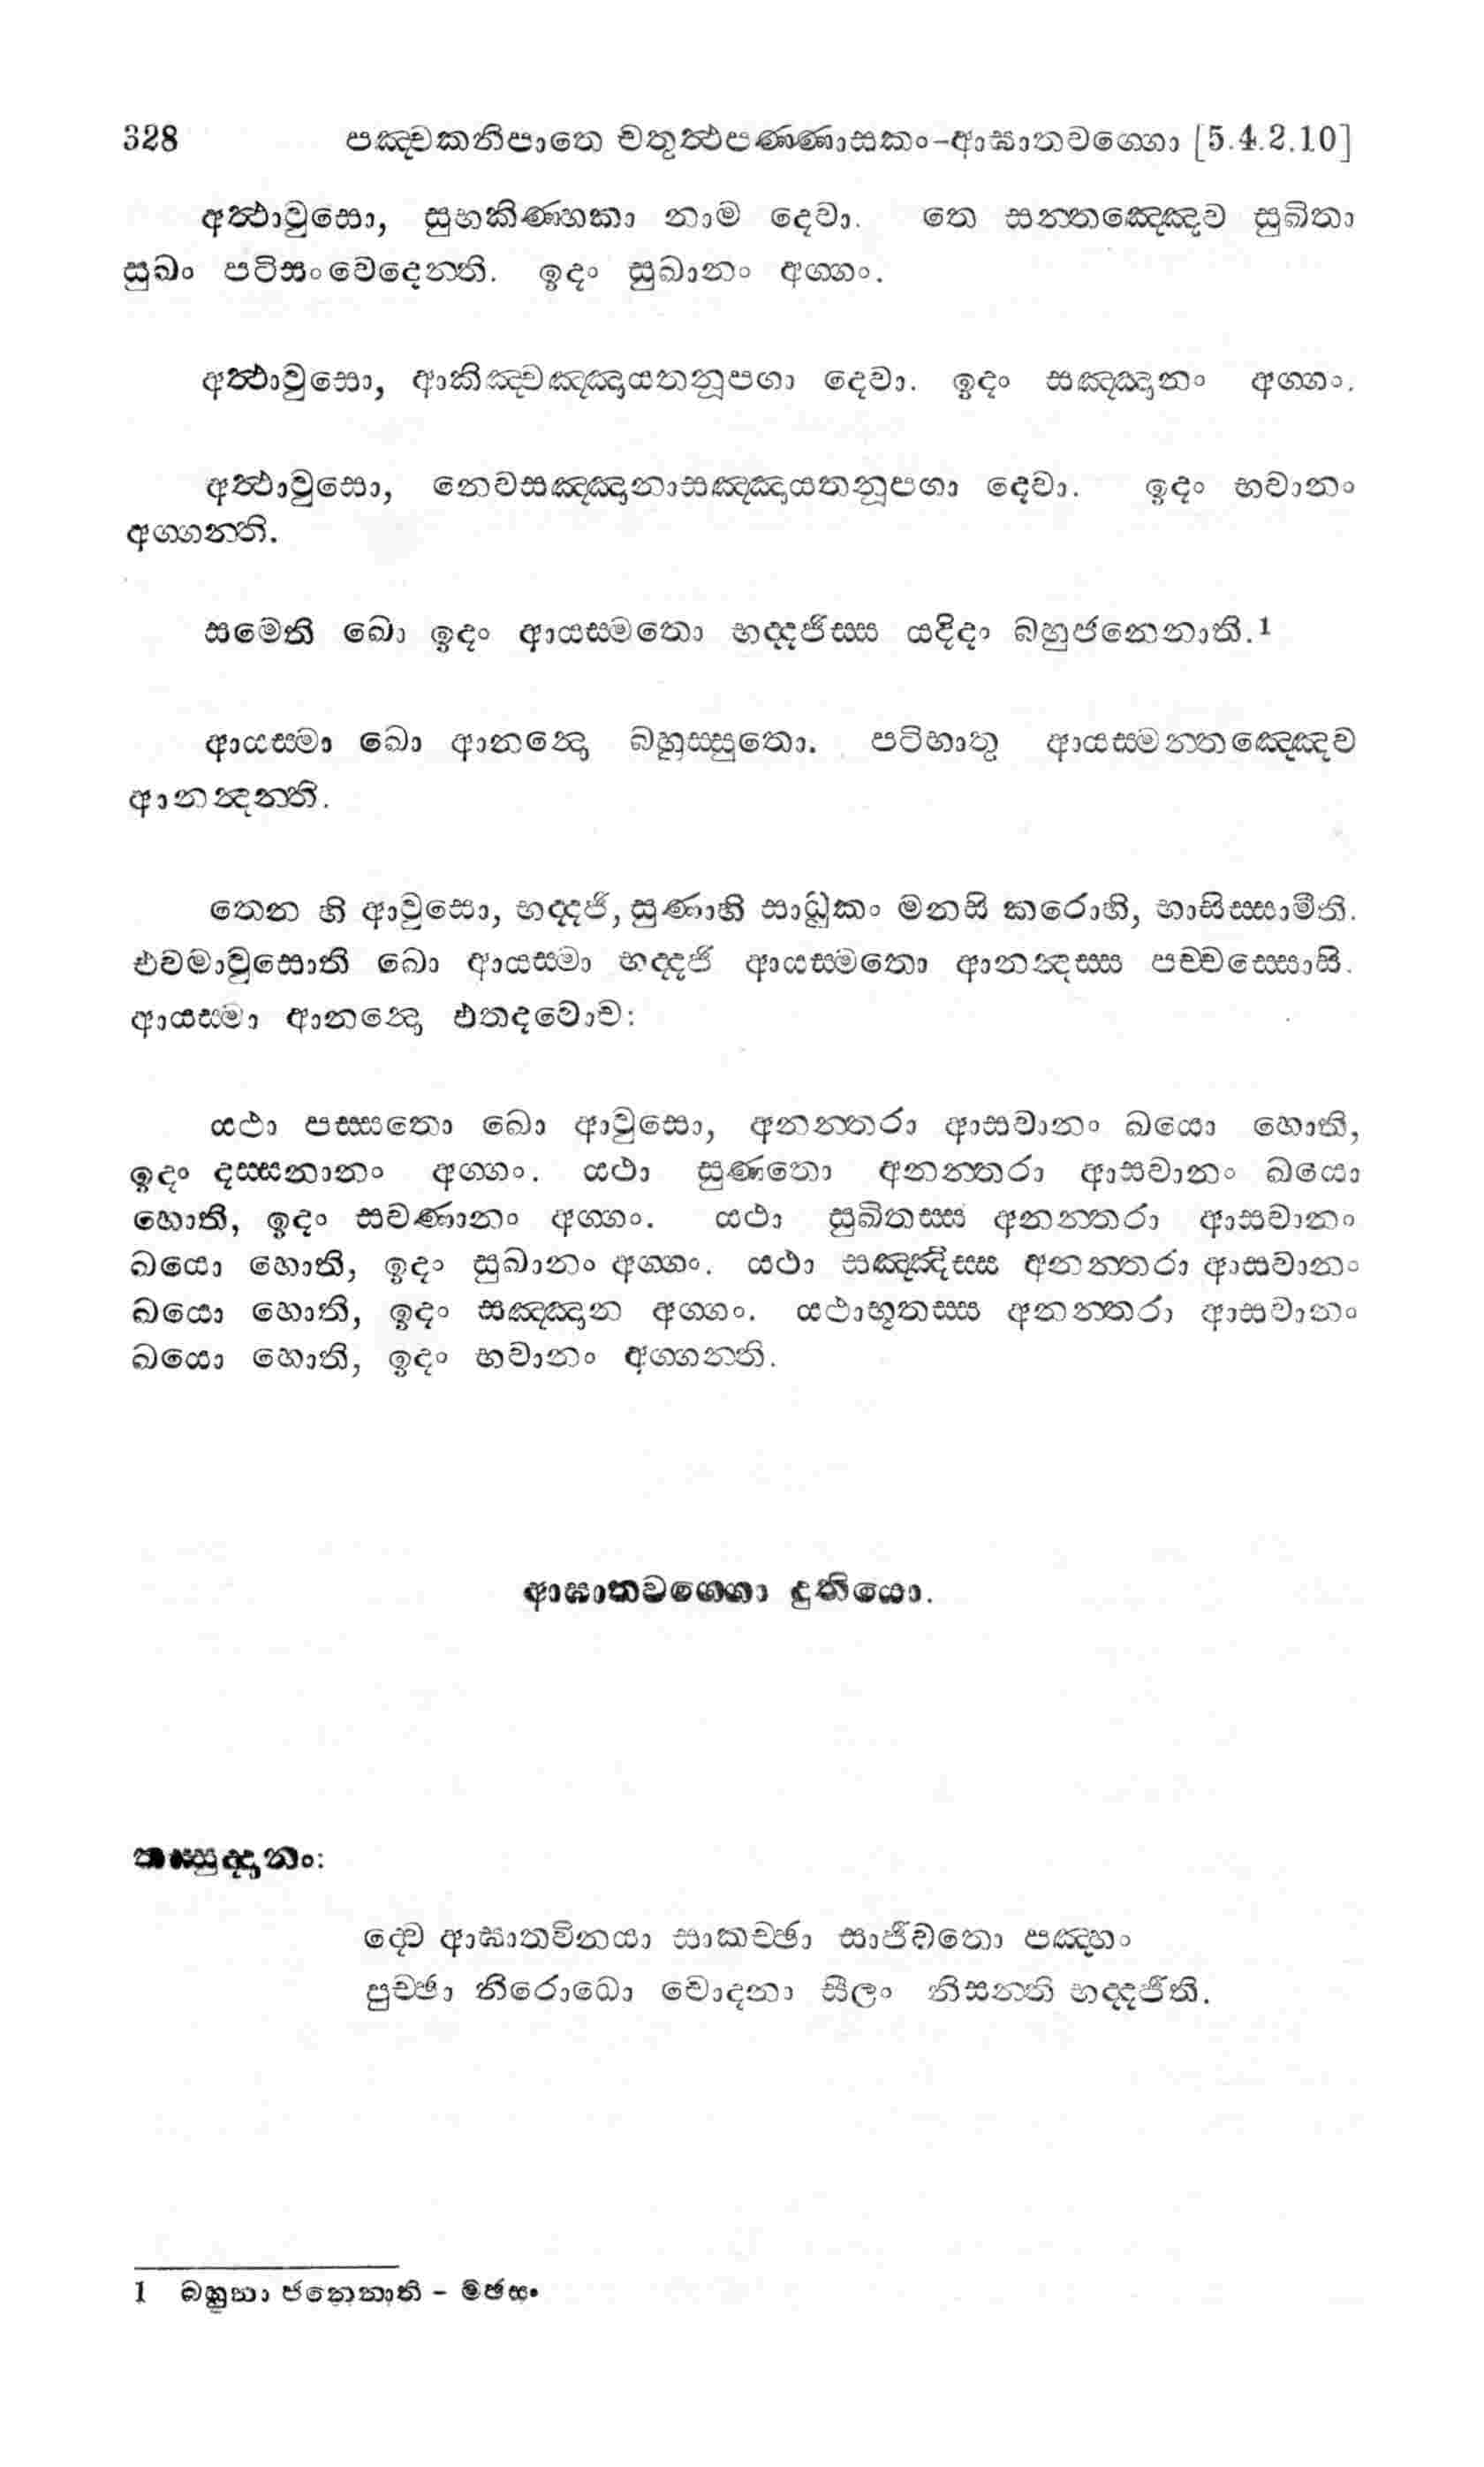 328 පඤ්චකනිපාතෙ චතුත්‍ථපණ්ණාසකං-ආඝාතවග්ගො [5.4.2.10]
අත්‍ථාවුසො, සුභකිණ්හකා නාම දෙවා. තෙ සන්තඤ්ඤෙව සුඛිතා
සුඛං පටිසංවෙදෙන්ති. ඉදං සුඛානං අග්ගං.
අත්‍ථාවුසො, ආකිඤ්චඤ්ඤායතනූපගා දෙවා. ඉදං සඤ්ඤානං අග්ගං.
අත්‍ථාවුසො, නෙවසඤ්ඤානාසඤ්ඤායතනූපගා දෙවා. ඉදං භවානං
අග්ගන්ති.
සමෙති ඛො ඉදං ආයස්මතො භද්දජිස්ස යදිදං බහුජනෙනාති.1
ආයස්මා ඛො ආනන්‍දො බහුස්සුතො. පටිභාතු ආයස්මන්තඤ්ඤෙව
ආනන්‍දන්ති.
තෙන හි ආවුසො, භද්දජි, සුණාහි සාධුකං මනසි කරොහි, භාසිස්සාමීති.
එවමාවුසොති ඛො ආයස්මා භද්දජි ආයස්මතො ආනන්‍දස්ස පච්චස්සොසි.
ආයස්මා ආනන්‍දො එතදවොච:
යථා පස්සතො ඛො ආවුසො, අනන්තරා ආසවානං ඛයො හොති,
ඉදං දස්සනානං අග්ගං. යථා සුණතො අනන්තරා ආසවානං ඛයො
හොති, ඉදං සවණානං අග්ගං. යථා සුඛිතස්ස අනන්තරා ආසවානං
ඛයො හොති, ඉදං සුඛානං අග්ගං. යථා සඤ්ඤිස්ස අනන්තරා ආසවානං
ඛයො හොති, ඉදං සඤ්ඤාන අග්ගං. යථාභූතස්ස අනන්තරා ආසවානං
ඛයො හොති, ඉදං භවානං අග්ගන්ති.
ආඝාතවග්ගො දුතියො.
තස්සුද්දානං:
ද්වෙ ආඝාතවිනයා සාකච්ඡා සාජීවතො පඤ්හං
පුච්ඡා නිරොධො චොදනා සීලං නිසන්ති භද්දජීති.
1 බහුනා ජනෙනාති - මඡසං